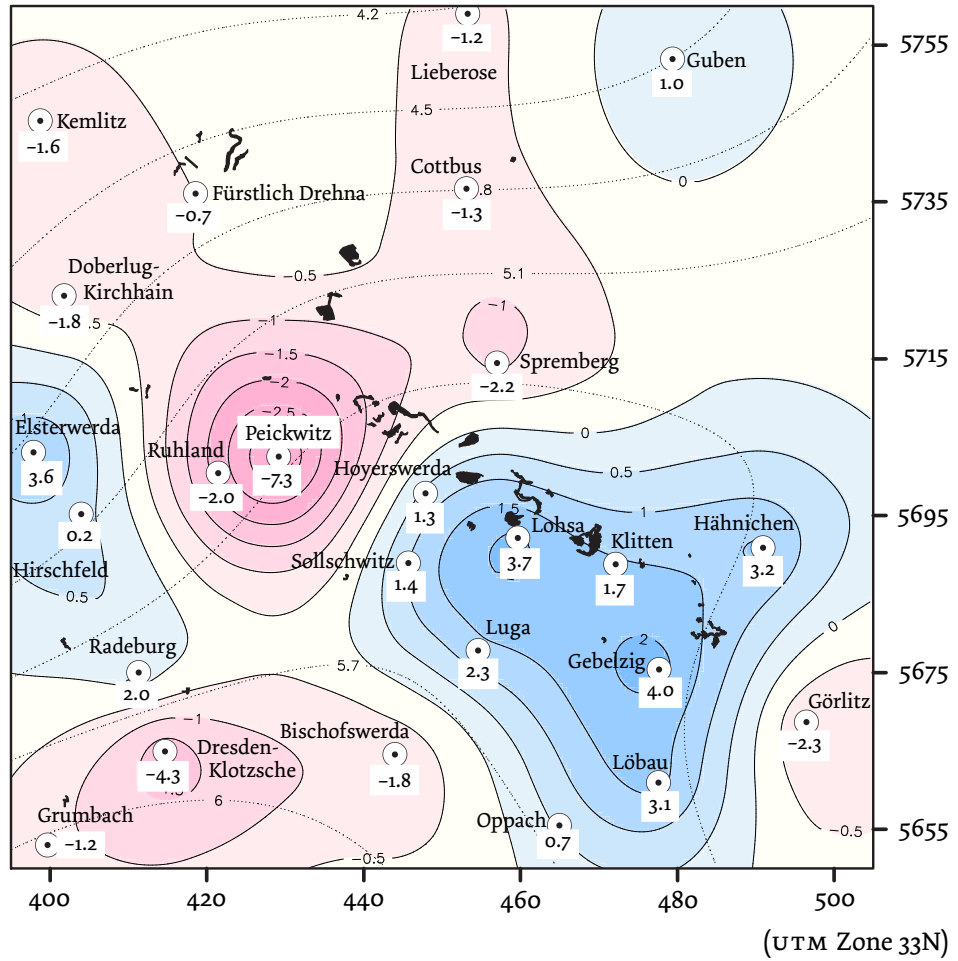 4.2
−1.2
5755
Lieberose
Guben
1.0
4.5
Kemlitz
−1.6
Cottbus
0
.8
Fürstlich Drehna
−0.7
−1.3
5735
Doberlug-
Kirchhain
−0.5
5.1
−1.8
.5
−1
−1
−1.5
Spremberg
5715
−2
−2.2
−2.5
1
Elsterwerda
Peickwitz
0
Ruhland
Hoyerswerda
0.5
3.6
−2.0
−7.3
1.5
1
1.3
Lohsa
Hähnichen
5695
0.2
Klitten
Sollschwitz
3.7
3.2
Hirschfeld
1.4
1.7
0.5
Luga
0
Radeburg
2
5.7
Gebelzig
2.3
5675
2.0
4.0
Görlitz
−1
Bischofswerda
−2.3
Dresden-
Klotzsche
−4.3
−1.8
Löbau
6
3.1
Grumbach
Oppach
−1.2
0.7
−0.5
5655
−0.5
400
420
440
460
480
500
(UTM Zone 33N)